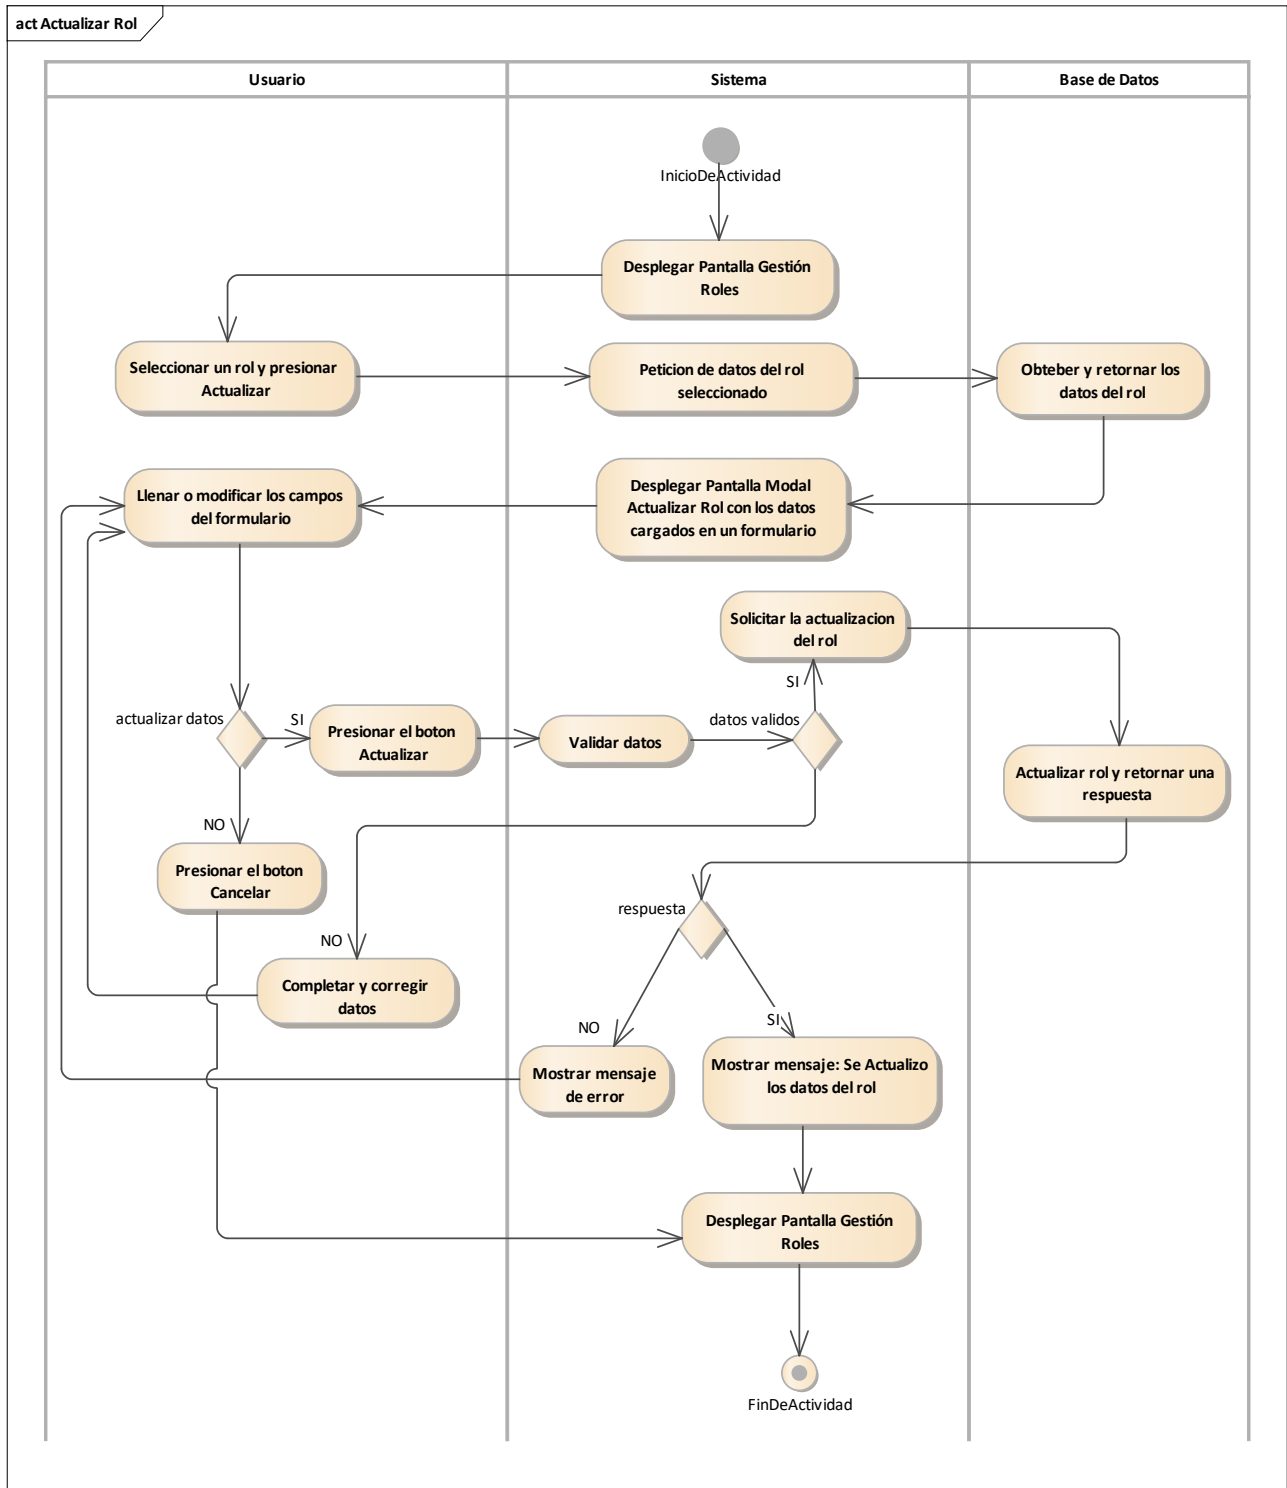 act Actualizar Rol
Usuario
Sistema
Base de Datos
InicioDeActividad
Desplegar Pantalla Gestión
Roles
Seleccionar un rol y presionar
Actualizar
Peticion de datos del rol
seleccionado
Obteber y retornar los
datos del rol
Llenar o modificar los campos
del formulario
Desplegar Pantalla Modal
Actualizar Rol con los datos
cargados en un formulario
Solicitar la actualizacion
del rol
SI
actualizar datos
SI
Presionar el boton
Actualizar
Validar datos
datos validos
Actualizar rol y retornar una
respuesta
NO
Presionar el boton
Cancelar
respuesta
NO
Completar y corregir
datos
NO
SI
Mostrar mensaje
de error
Mostrar mensaje: Se Actualizo
los datos del rol
Desplegar Pantalla Gestión
Roles
FinDeActividad